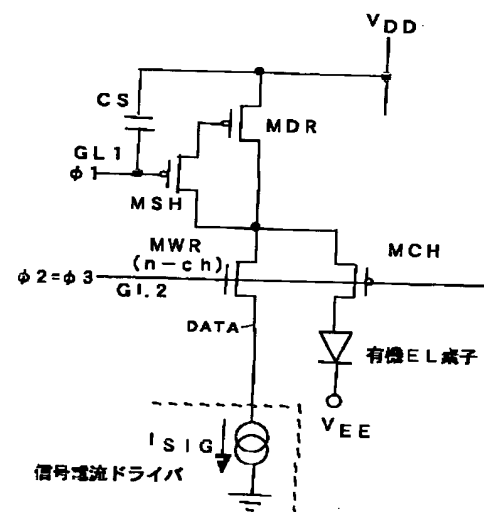 VDD
CS
MDR
GL1
φ1
MSH
MWR
(n-ch)
MCH
φ2=φ3
GL2
DATA
有機EL素子
VEE
ISIG
信号電流ドライバ